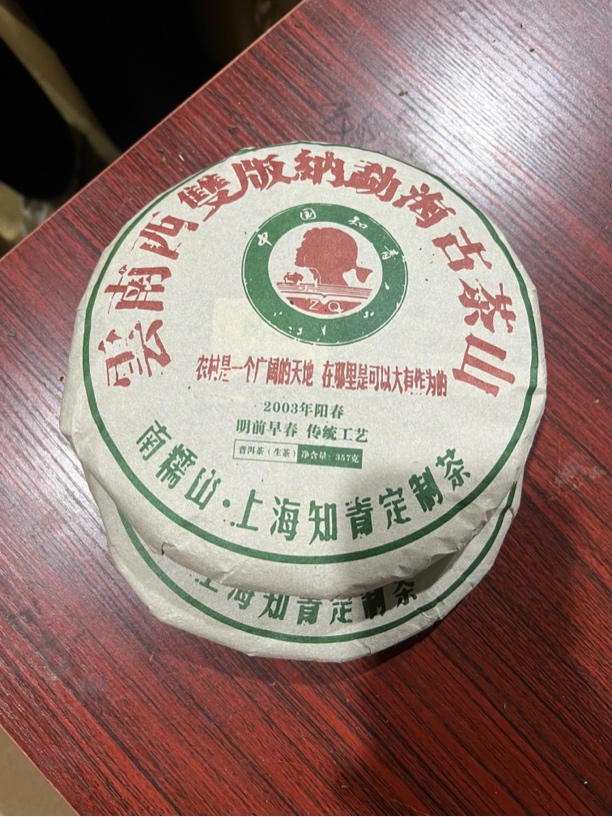 雲南西雙版納勐海古茶山
中国知青
ZQ
农村是一个广阔的天地 在那里是可以大有作为的
2003年阳春
明前早春 传统工艺
普洱茶(生茶) 净含量:357克
南糯山·上海知青定制茶
上海知青定制茶